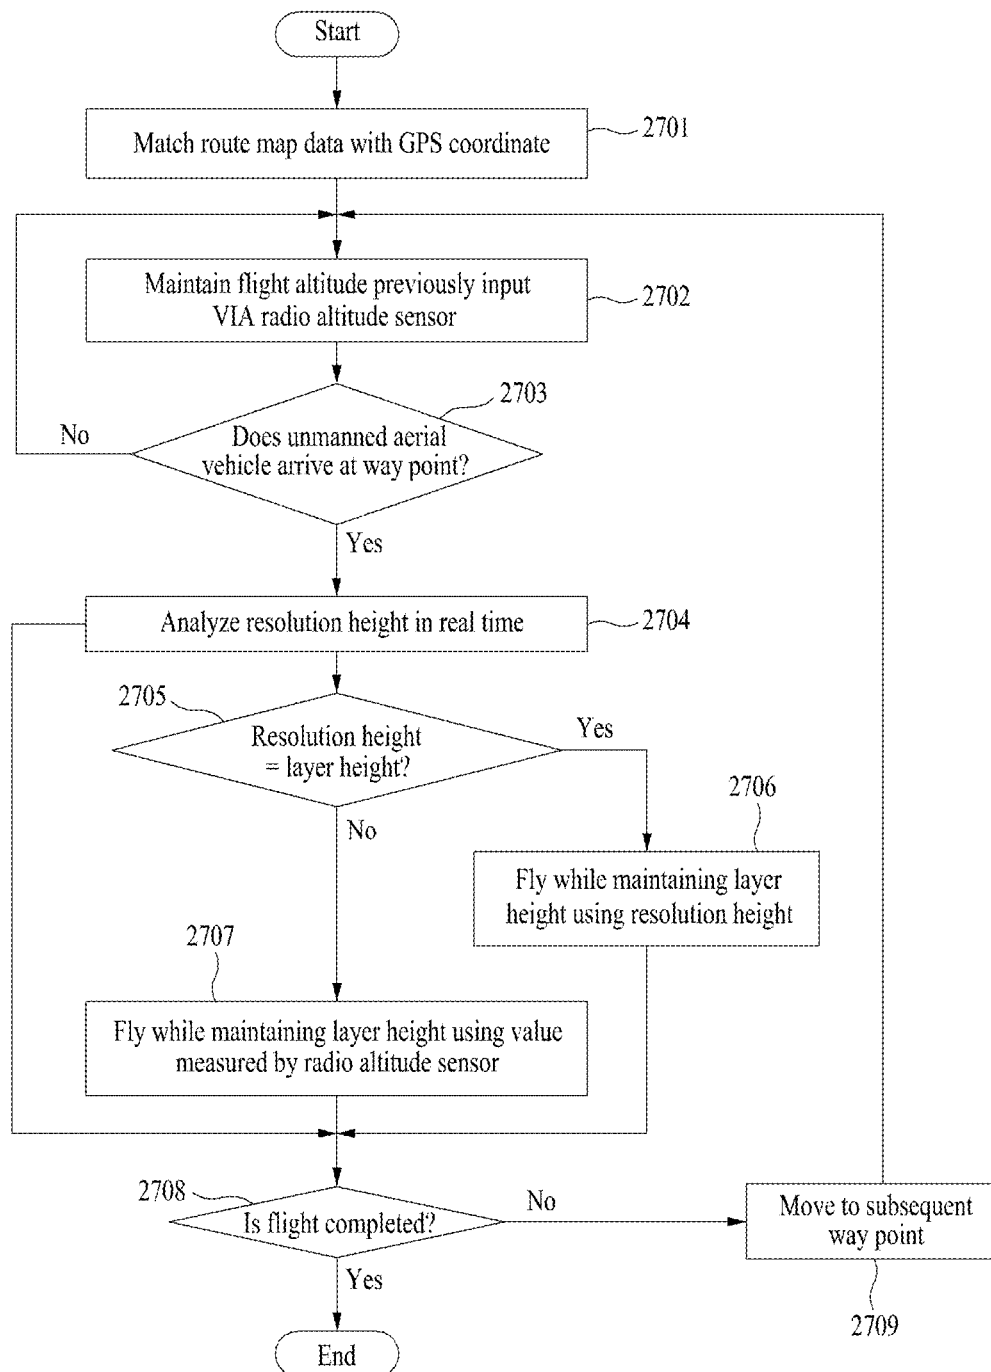 Start
Match route map data with GPS coordinate
2701
Maintain flight altitude previously input
VIA radio altitude sensor
2702
2703
Does unmanned aerial
vehicle arrive at way point?
No
Yes
Analyze resolution height in real time
2704
2705
Resolution height
= layer height?
Yes
No
2706
Fly while maintaining layer
height using resolution height
2707
Fly while maintaining layer height using value
measured by radio altitude sensor
2708
Is flight completed?
No
Move to subsequent
way point
2709
Yes
End